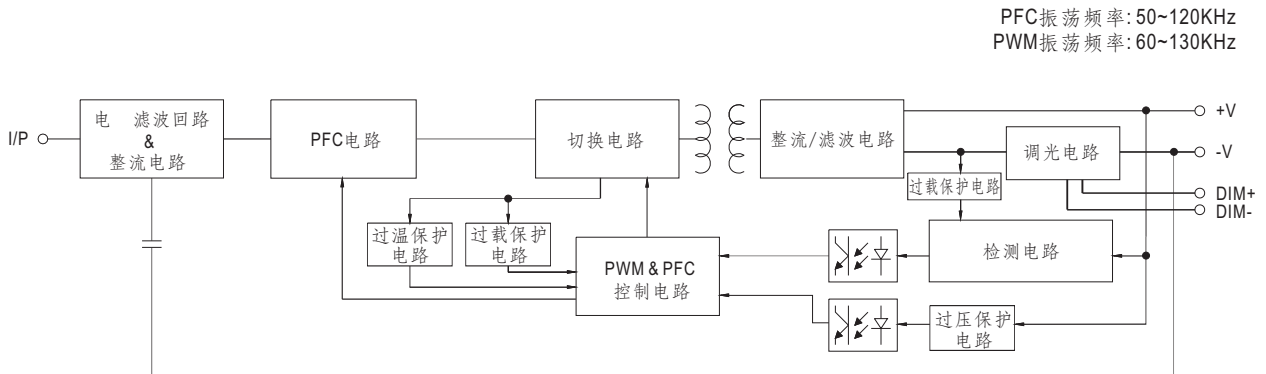 PFC振荡频率: 50~120KHz
PWM振荡频率: 60~130KHz
I/P
电 滤波回路
&
整流电路
PFC电路
切换电路
整流/滤波电路
调光电路
+V
-V
DIM+
DIM-
过载保护电路
过温保护
电路
过载保护
电路
PWM & PFC
控制电路
检测电路
过压保护
电路